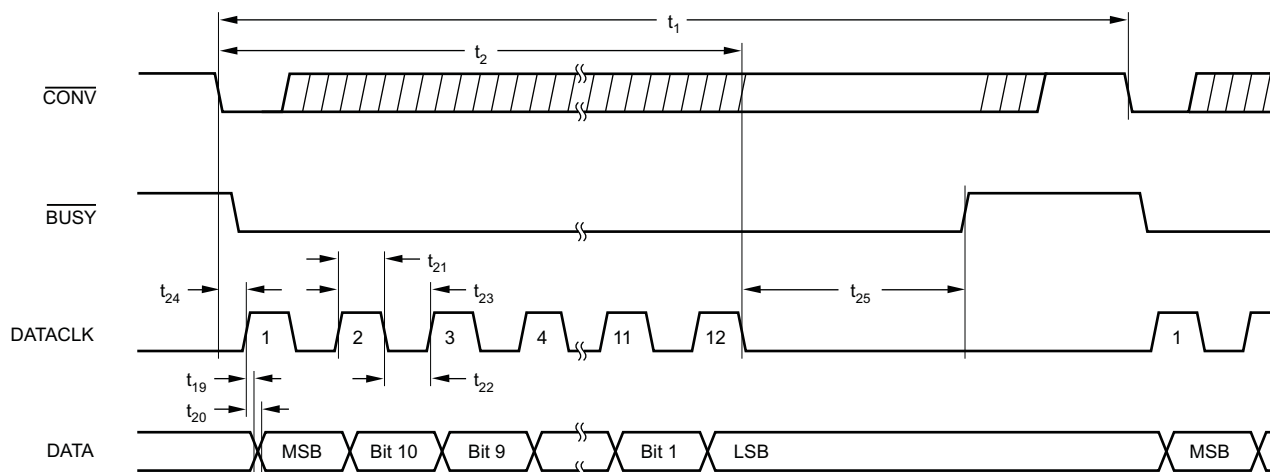 t1
t2
CONV
BUSY
t21
t24
t23
t25
DATACLK
1
2
3
4
11
12
1
t19
t22
t20
DATA
MSB
Bit 10
Bit 9
Bit 1
LSB
MSB